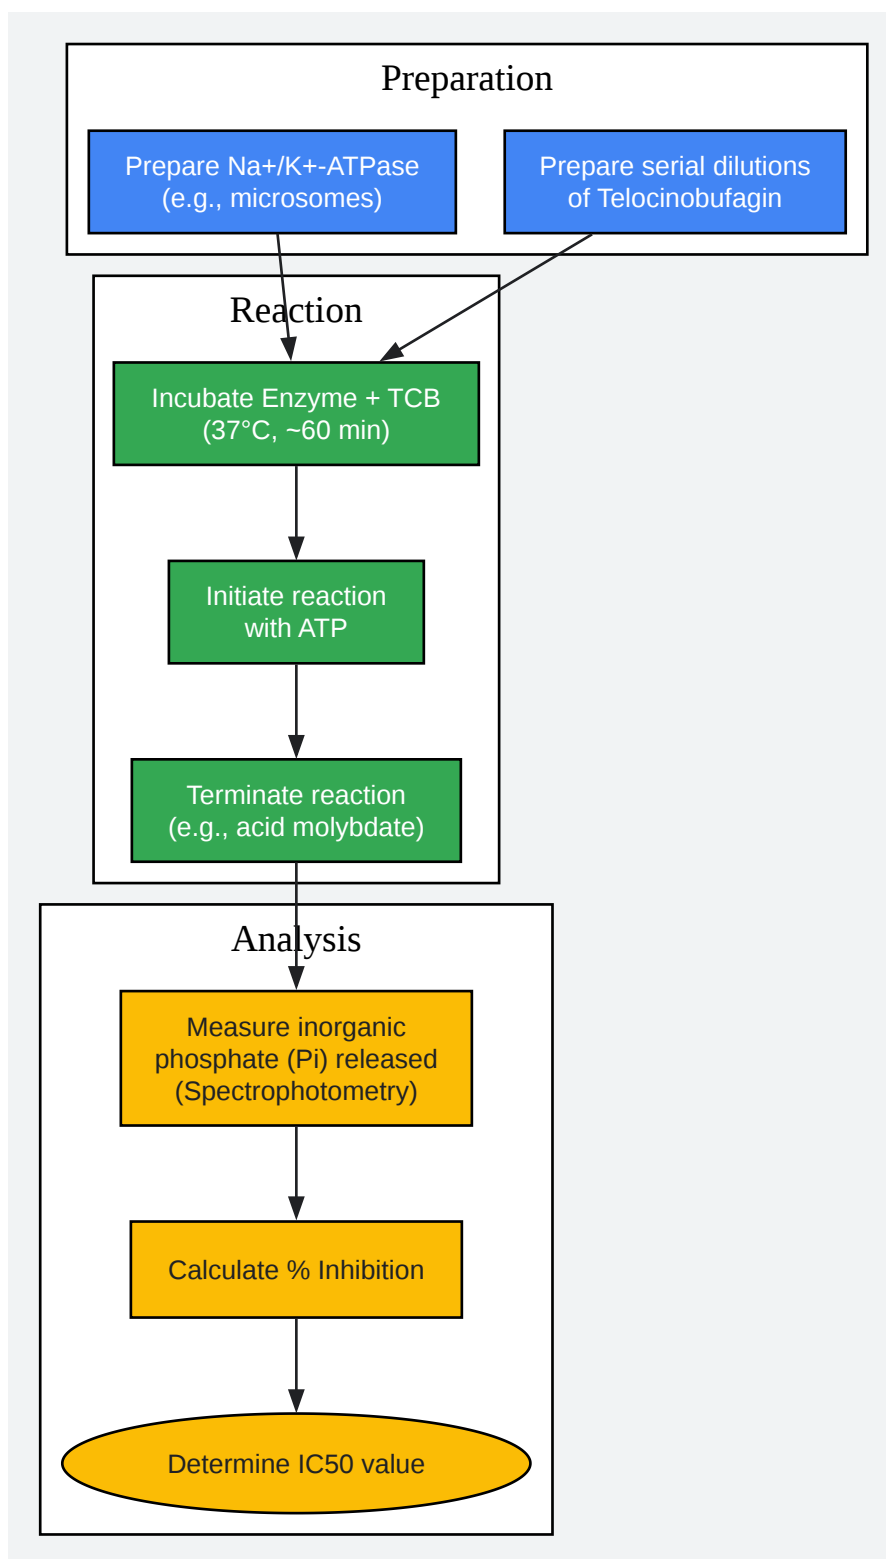 Preparation
Prepare Na+/K+-ATPase
(e.g., microsomes)
Prepare serial dilutions
of Telocinobufagin
Reaction
Incubate Enzyme + TCB
(37°C, ~60 min)
Initiate reaction
with ATP
Terminate reaction
(e.g., acid molybdate)
Analysis
Measure inorganic
phosphate (Pi) released
(Spectrophotometry)
Calculate % Inhibition
Determine IC50 value